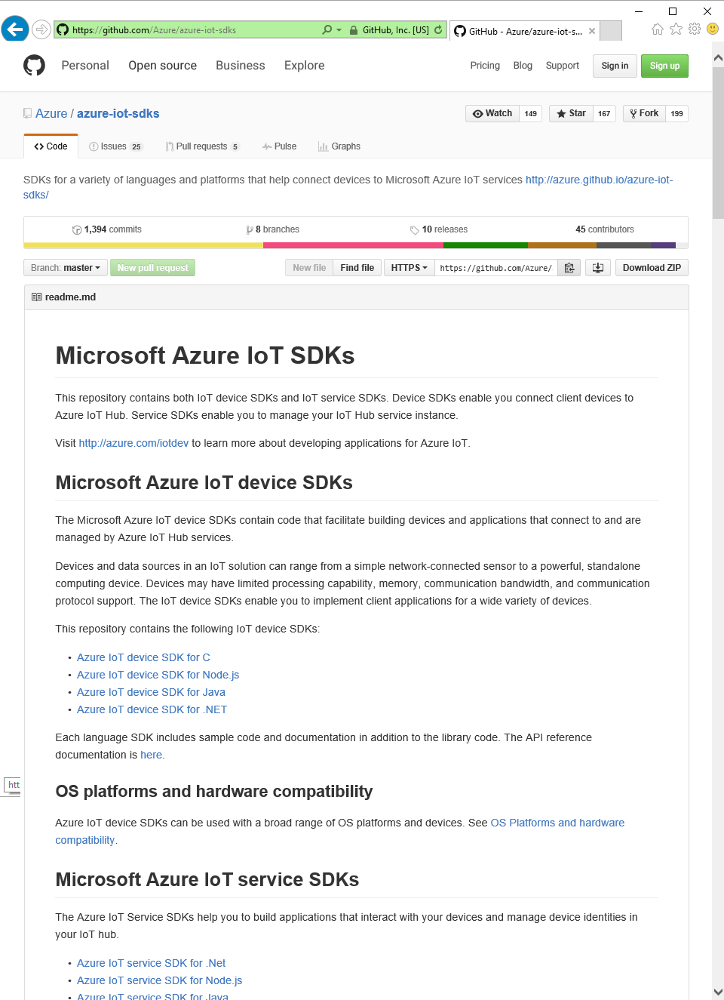 https://github.com/Azure/azure-iot-sdks
GitHub, Inc. [US]
GitHub - Azure/azure-iot-s...
Personal Open source Business Explore Pricing Blog Support Sign in Sign up
Azure / azure-iot-sdks
Watch 149 Star 167 Fork 199
Code Issues 25 Pull requests 5 Pulse Graphs
SDKs for a variety of languages and platforms that help connect devices to Microsoft Azure IoT services http://azure.github.io/azure-iot-
sdks/
1,394 commits 8 branches 10 releases 45 contributors
Branch: master New pull request New file Find file HTTPS https://github.com/Azure/ Download ZIP
readme.md
Microsoft Azure IoT SDKs
This repository contains both IoT device SDKs and IoT service SDKs. Device SDKs enable you connect client devices to
Azure IoT Hub. Service SDKs enable you to manage your IoT Hub service instance.
Visit http://azure.com/iotdev to learn more about developing applications for Azure IoT.
Microsoft Azure IoT device SDKs
The Microsoft Azure IoT device SDKs contain code that facilitate building devices and applications that connect to and are
managed by Azure IoT Hub services.
Devices and data sources in an IoT solution can range from a simple network-connected sensor to a powerful, standalone
computing device. Devices may have limited processing capability, memory, communication bandwidth, and communication
protocol support. The IoT device SDKs enable you to implement client applications for a wide variety of devices.
This repository contains the following IoT device SDKs:
• Azure IoT device SDK for C
• Azure IoT device SDK for Node.js
• Azure IoT device SDK for Java
• Azure IoT device SDK for .NET
Each language SDK includes sample code and documentation in addition to the library code. The API reference
documentation is here.
htt
OS platforms and hardware compatibility
Azure IoT device SDKs can be used with a broad range of OS platforms and devices. See OS Platforms and hardware
compatibility.
Microsoft Azure IoT service SDKs
The Azure IoT Service SDKs help you to build applications that interact with your devices and manage device identities in
your IoT hub.
• Azure IoT service SDK for .Net
• Azure IoT service SDK for Node.js
• Azure IoT service SDK for Java